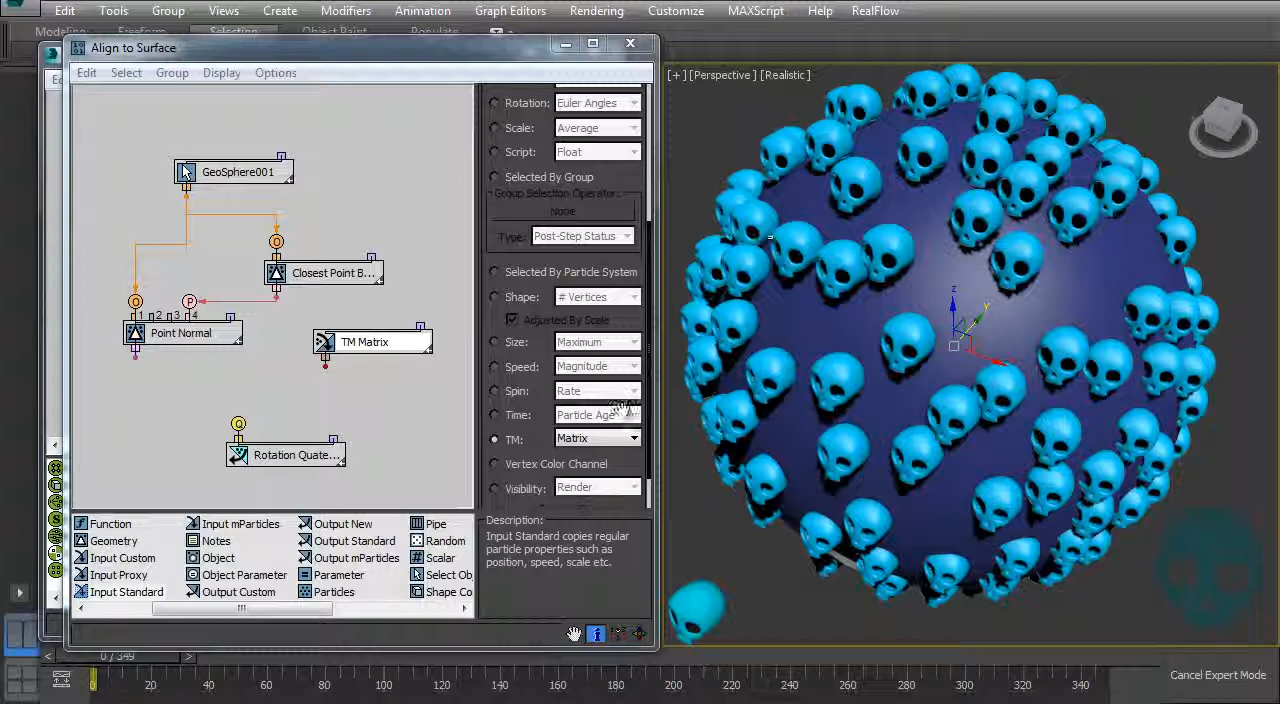 Edit Tools Group Views Create Modifiers Animation Graph Editors Rendering Customize MAXScript Help RealFlow
Selection
Align to Surface
Edit Select Group Display Options
GeoSphere001
Closest Point B...
1 2 3 4
Point Normal
TM Matrix
Rotation Quate...
Rotation: Euler Angles
Scale: Average
Script: Float
Selected By Group
Group Selection Operator:
None
Type: Post-Step Status
Selected By Particle System
Shape: # Vertices
Adjusted By Scale
Size: Maximum
Speed: Magnitude
Spin: Rate
Time: Particle Age
TM: Matrix
Vertex Color Channel
Visibility: Render
Function Input mParticles Output New Pipe
Geometry Notes Output Standard Random
Input Custom Object Output mParticles Scalar
Input Proxy Object Parameter Parameter Select Ob
Input Standard Output Custom Particles Shape Co
Description:
Input Standard copies regular
particle properties such as
position, speed, scale etc.
[+] [Perspective] [Realistic]
z
y
0 / 349
0 20 40 60 80 100 120 140 160 180 200 220 240 260 280 300 320 340
Cancel Expert Mode